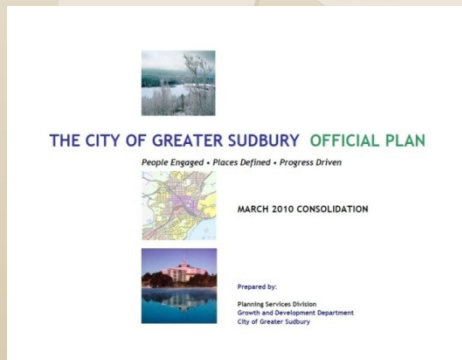 THE CITY OF GREATER SUDBURY OFFICIAL PLAN
People Engaged • Places Defined • Progress Driven
MARCH 2010 CONSOLIDATION
Prepared by:
Planning Services Division
Growth and Development Department
City of Greater Sudbury